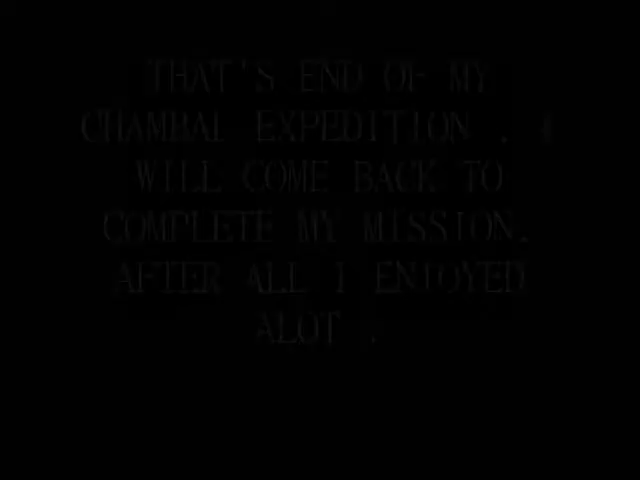 THAT'S END OF MY
CHAMBAL EXPEDITION . I
WILL COME BACK TO
COMPLETE MY MISSION.
AFTER ALL I ENJOYED
ALOT .